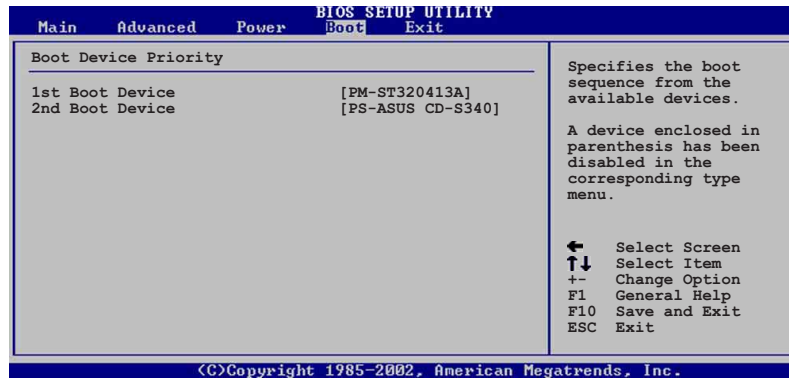 BIOS SETUP UTILITY
Main Advanced Power Boot Exit
Boot Device Priority
1st Boot Device [PM-ST320413A]
2nd Boot Device [PS-ASUS CD-S340]
Specifies the boot
sequence from the
available devices.
A device enclosed in
parenthesis has been
disabled in the
corresponding type
menu.
← Select Screen
↑↓ Select Item
+- Change Option
F1 General Help
F10 Save and Exit
ESC Exit
(C)Copyright 1985-2002, American Megatrends, Inc.